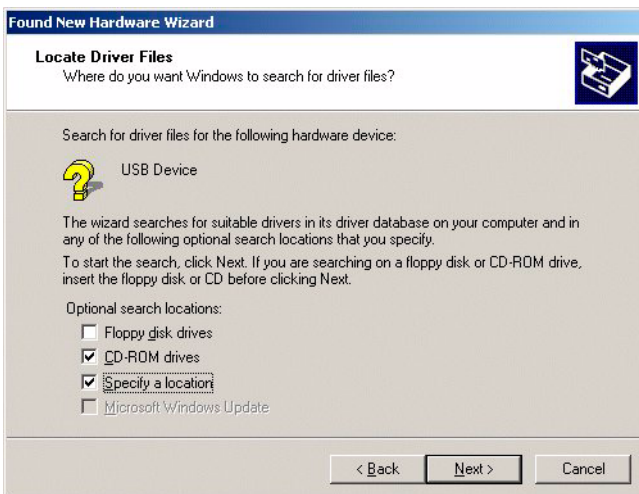 Found New Hardware Wizard
Locate Driver Files
Where do you want Windows to search for driver files?
Search for driver files for the following hardware device:
USB Device
The wizard searches for suitable drivers in its driver database on your computer and in
any of the following optional search locations that you specify.
To start the search, click Next. If you are searching on a floppy disk or CD-ROM drive,
insert the floppy disk or CD before clicking Next.
Optional search locations:
Floppy disk drives
CD-ROM drives
Specify a location
Microsoft Windows Update
< Back Next > Cancel